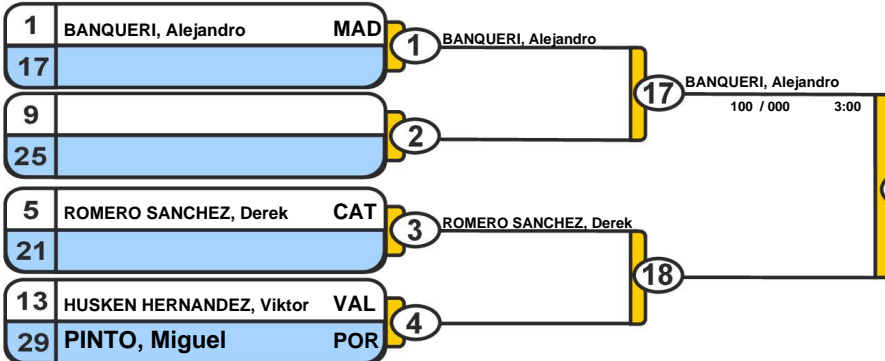 1 BANQUERI, Alejandro MAD
17
1 BANQUERI, Alejandro
17 BANQUERI, Alejandro
100 / 000 3:00
9
25
2
5 ROMERO SANCHEZ, Derek CAT
21
3 ROMERO SANCHEZ, Derek
18
13 HUSKEN HERNANDEZ, Viktor VAL
29 PINTO, Miguel POR
4